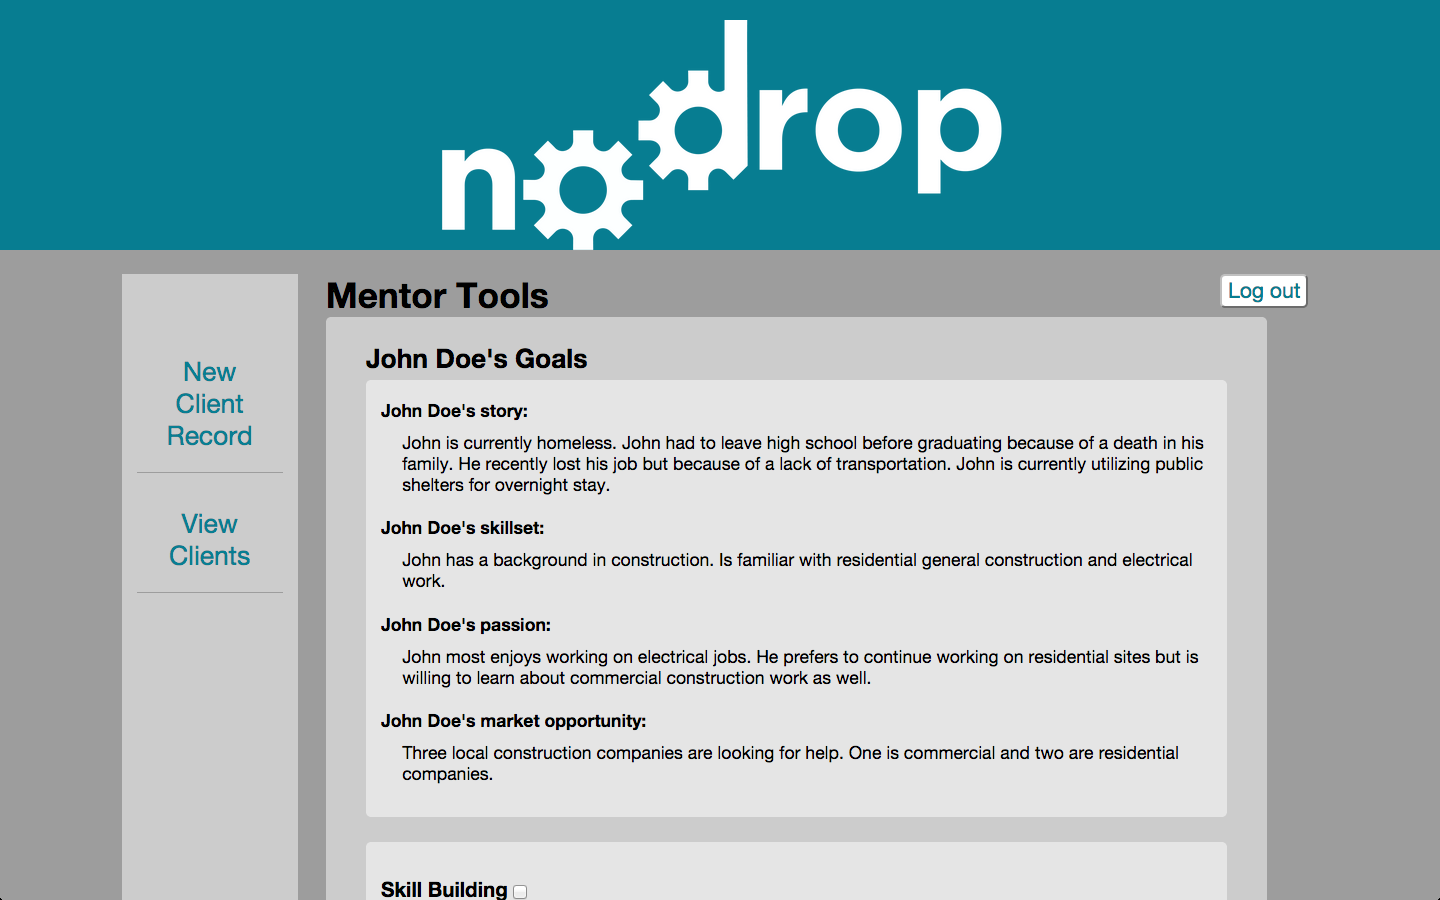 nodrop
Mentor Tools
Log out
New
Client
Record
View
Clients
John Doe's Goals
John Doe's story:
John is currently homeless. John had to leave high school before graduating because of a death in his
family. He recently lost his job but because of a lack of transportation. John is currently utilizing public
shelters for overnight stay.
John Doe's skillset:
John has a background in construction. Is familiar with residential general construction and electrical
work.
John Doe's passion:
John most enjoys working on electrical jobs. He prefers to continue working on residential sites but is
willing to learn about commercial construction work as well.
John Doe's market opportunity:
Three local construction companies are looking for help. One is commercial and two are residential
companies.
Skill Building